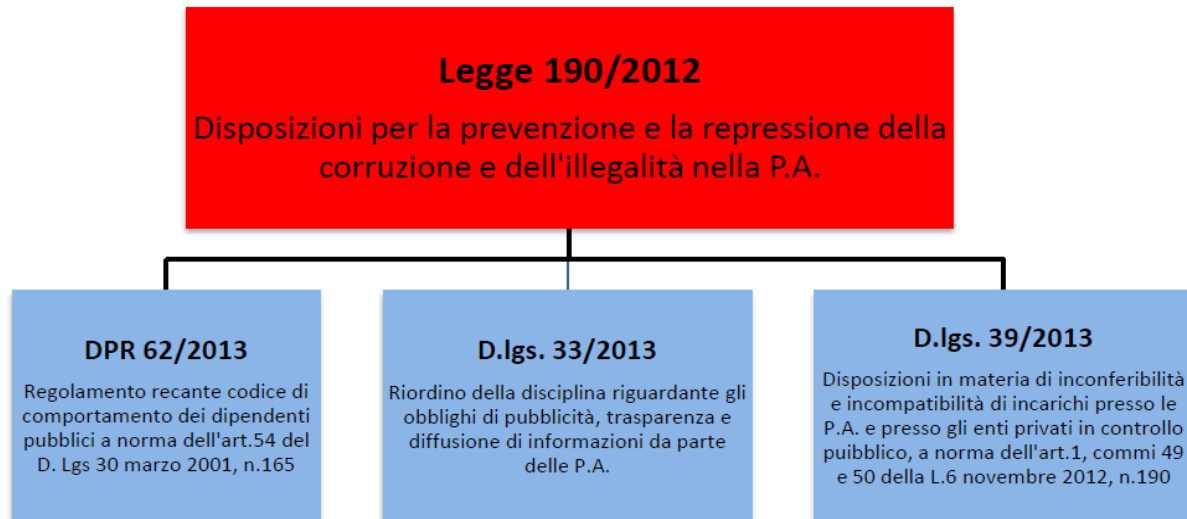 Legge 190/2012
Disposizioni per la prevenzione e la repressione della
corruzione e dell'illegalità nella P.A.
DPR 62/2013
Regolamento recante codice di
comportamento dei dipendenti
pubblici a norma dell'art.54 del
D. Lgs 30 marzo 2001, n.165
D.lgs. 33/2013
Riordino della disciplina riguardante gli
obblighi di pubblicità, trasparenza e
diffusione di informazioni da parte
delle P.A.
D.lgs. 39/2013
Disposizioni in materia di inconferibilità
e incompatibilità di incarichi presso le
P.A. e presso gli enti privati in controllo
puibblico, a norma dell'art.1, commi 49
e 50 della L.6 novembre 2012, n.190